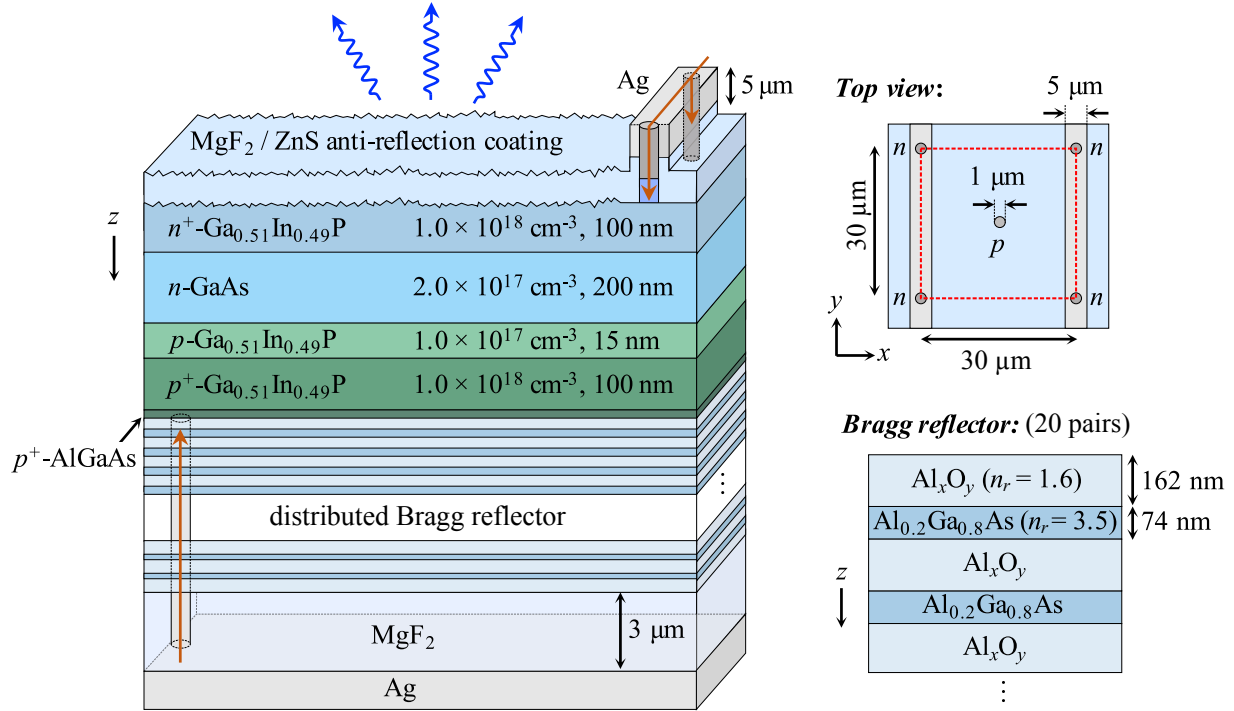 Ag
5 μm
MgF2 / ZnS anti-reflection coating
z
n+-Ga0.51In0.49P 1.0 × 10^18 cm^-3, 100 nm
n-GaAs 2.0 × 10^17 cm^-3, 200 nm
p-Ga0.51In0.49P 1.0 × 10^17 cm^-3, 15 nm
p+-Ga0.51In0.49P 1.0 × 10^18 cm^-3, 100 nm
p+-AlGaAs
distributed Bragg reflector
⋮
MgF2
3 μm
Ag
Top view:
5 μm
n
n
1 μm
p
30 μm
n
n
y
x
30 μm
Bragg reflector: (20 pairs)
AlxOy (nr = 1.6)
162 nm
Al0.2Ga0.8As (nr = 3.5)
74 nm
AlxOy
z
Al0.2Ga0.8As
AlxOy
⋮